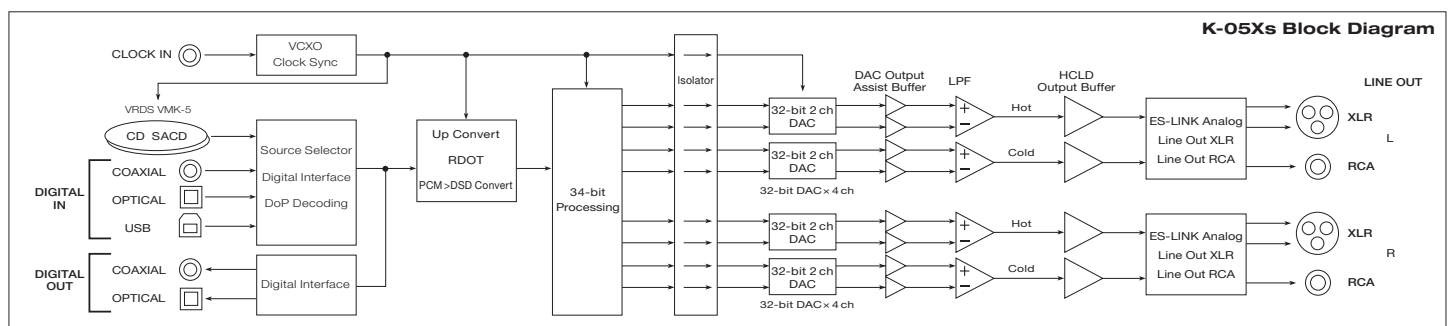 K-05Xs Block Diagram
CLOCK IN
VCXO
Clock Sync
VRDS VMK-5
CD SACD
DIGITAL
IN
COAXIAL
OPTICAL
USB
Source Selector
Digital Interface
DoP Decoding
DIGITAL
OUT
COAXIAL
OPTICAL
Digital Interface
Up Convert
RDOT
PCM>DSD Convert
34-bit
Processing
Isolator
32-bit 2 ch
DAC
32-bit 2 ch
DAC
32-bit DAC × 4 ch
32-bit 2 ch
DAC
32-bit 2 ch
DAC
32-bit DAC × 4 ch
DAC Output
Assist Buffer
LPF
+
−
+
−
+
−
+
−
Hot
Cold
Hot
Cold
HCLD
Output Buffer
ES-LINK Analog
Line Out XLR
Line Out RCA
ES-LINK Analog
Line Out XLR
Line Out RCA
LINE OUT
XLR
L
RCA
XLR
R
RCA